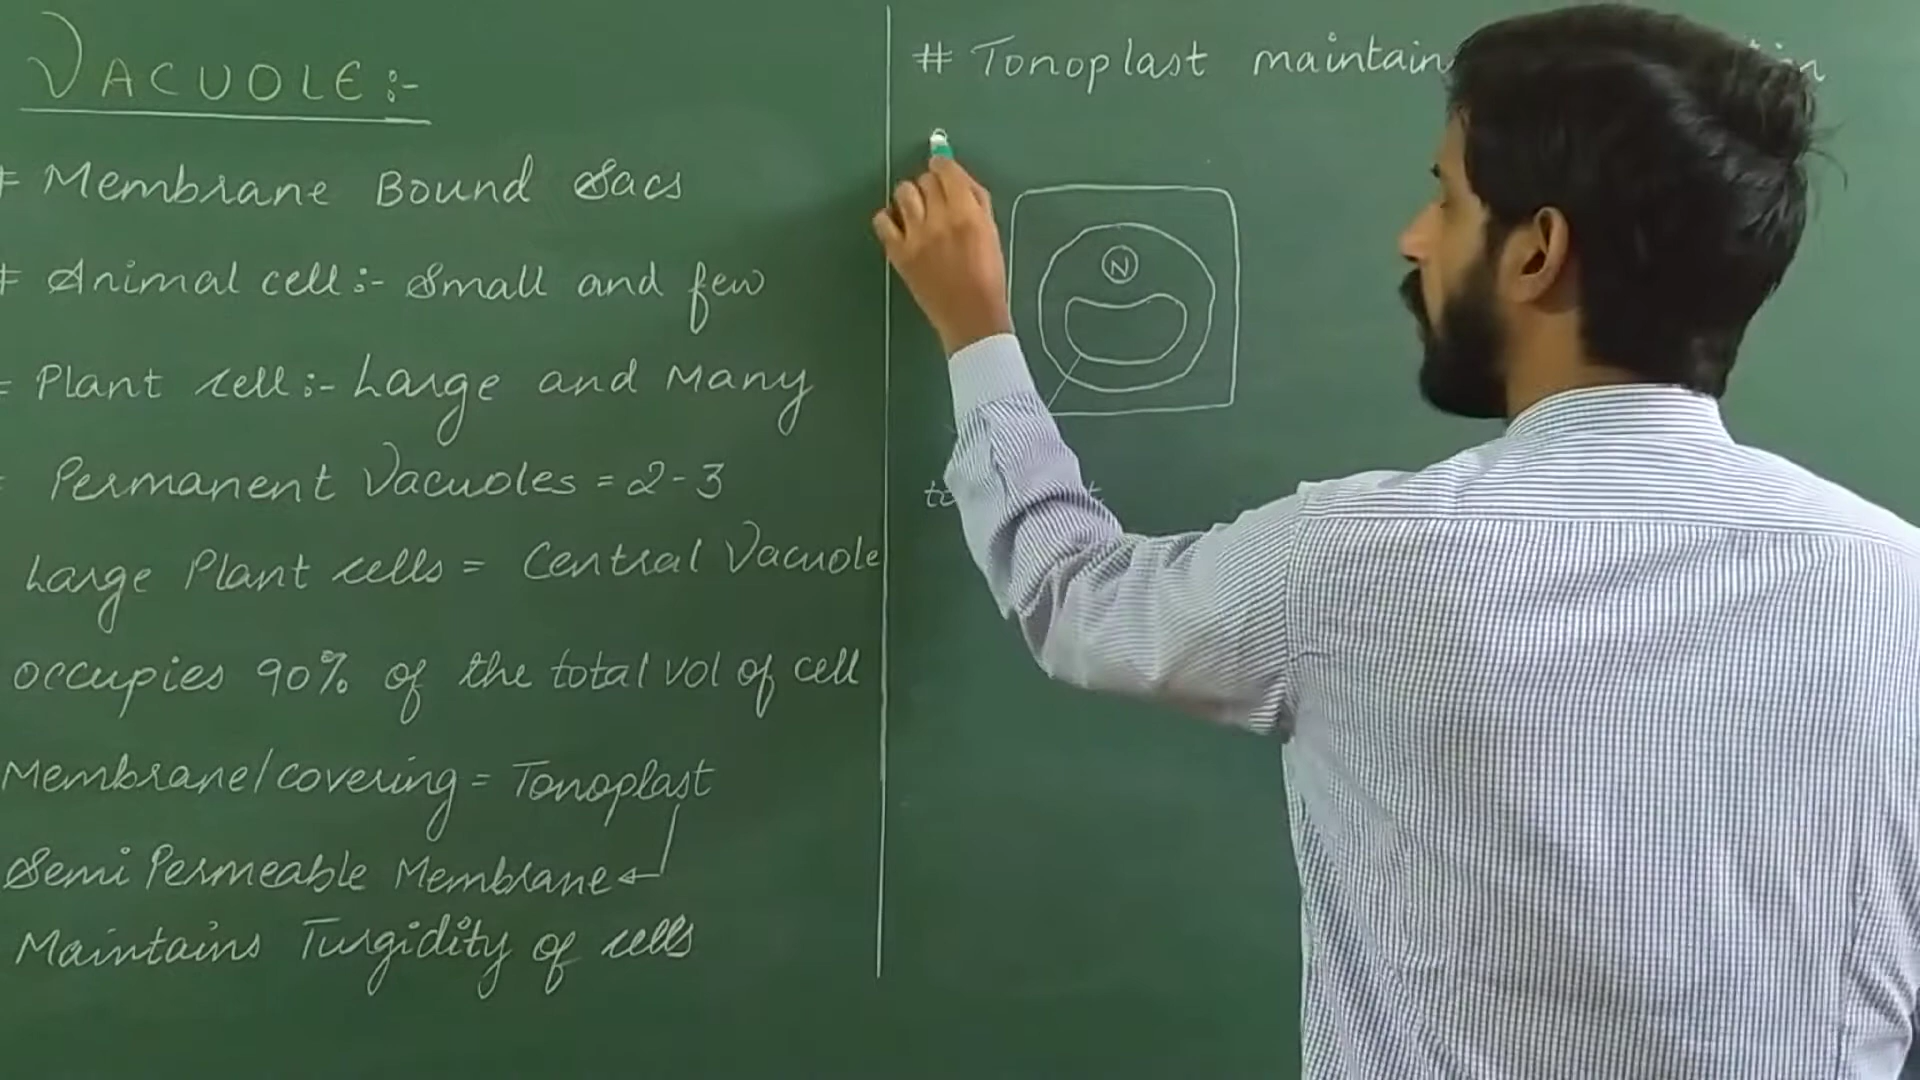 VACUOLE:-
# Membrane Bound Sacs
# Animal cell:- Small and few
= Plant cell:- Large and Many
= Permanent Vacuoles = 2-3
Large Plant cells = Central Vacuole
occupies 90% of the total vol of cell
Membrane/covering = Tonoplast
Semi Permeable Membrane
Maintains Turgidity of cells
# Tonoplast maintain
N